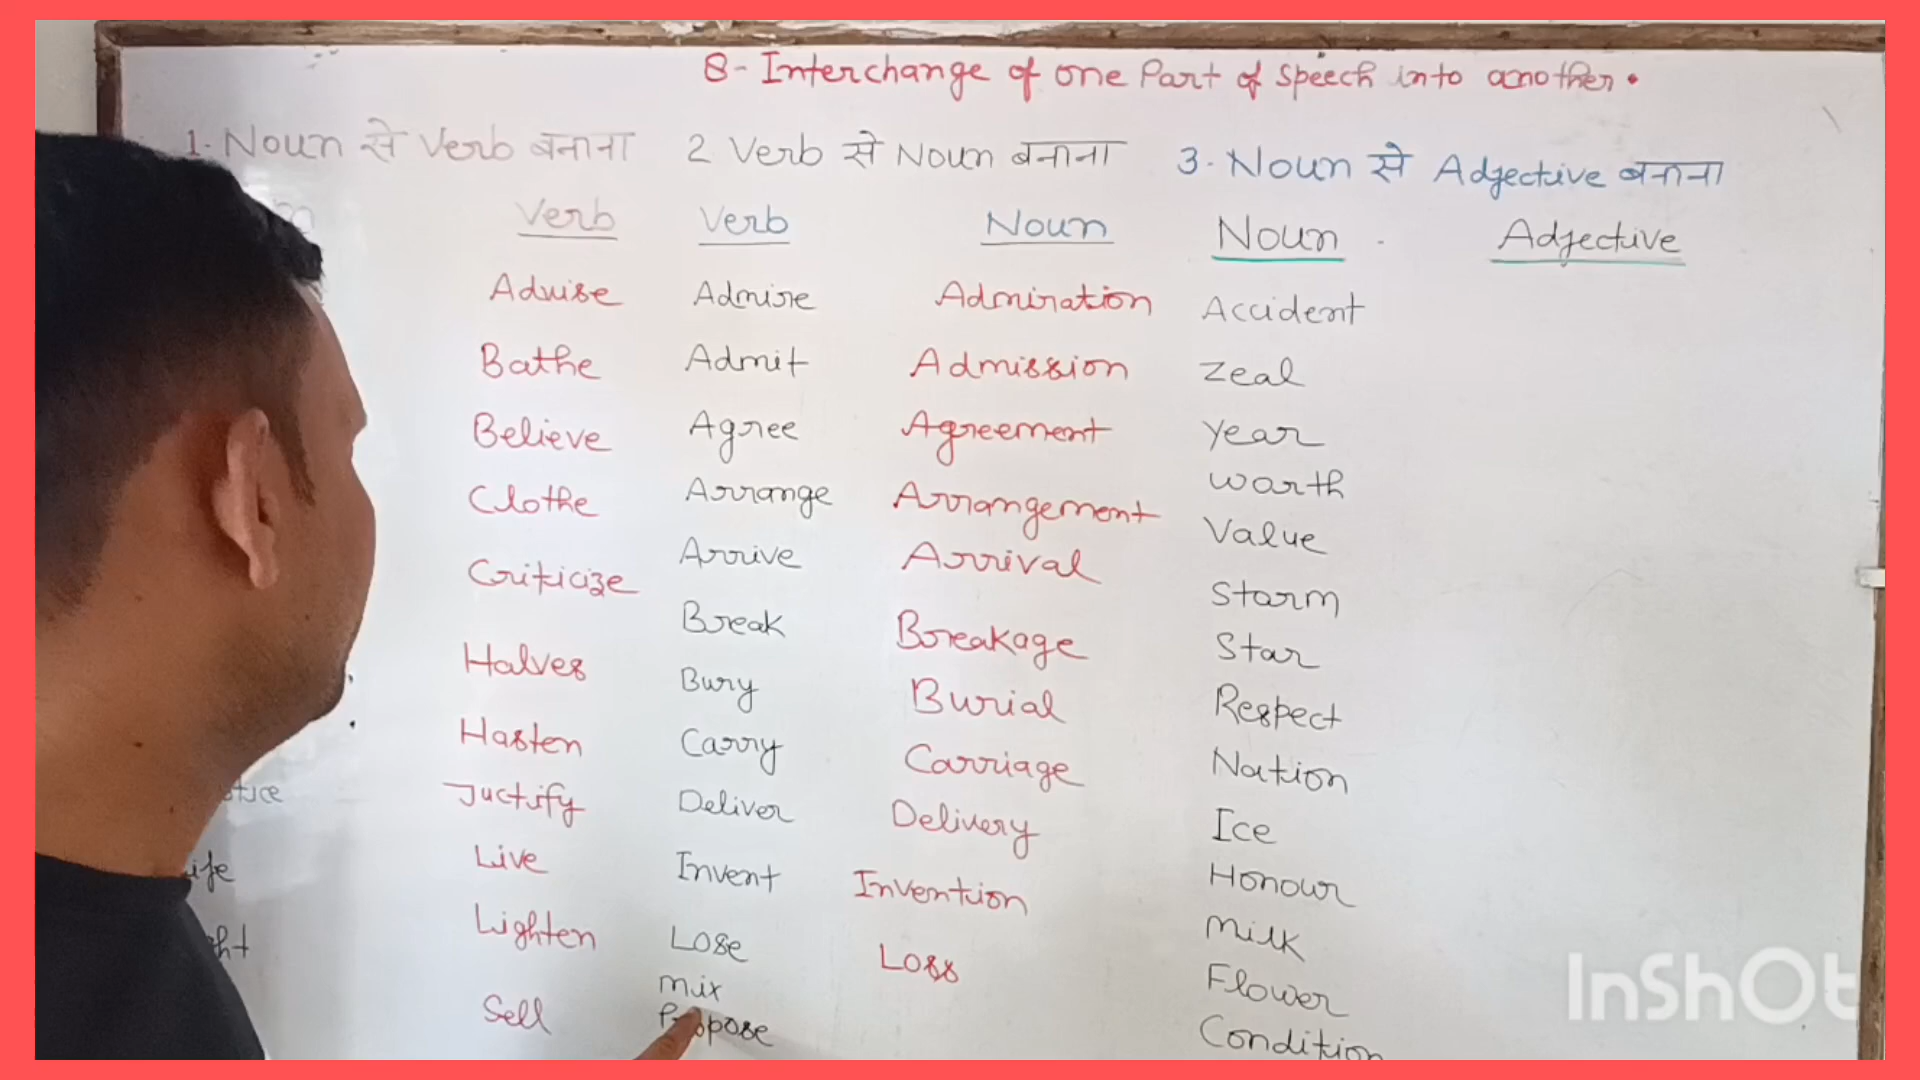 8- Interchange of one Part of speech into another.
1. Noun से Verb बनाना 2 Verb से Noun बनाना 3. Noun से Adjective बनाना
Verb Verb Noun Noun Adjective
Advise Admire Admiration Accident
Bathe Admit Admission Zeal
Believe Agree Agreement Year
Clothe Arrange Arrangement Worth
Criticize Arrive Arrival Value
Halves Break Breakage Storm
Hasten Bury Burial Star
Juctify Carry Carriage Respect
Live Deliver Delivery Nation
Lighten Invent Invention Ice
Sell Lose Loss Honour
Mix Milk
Propose Flower
Condition
InShOt